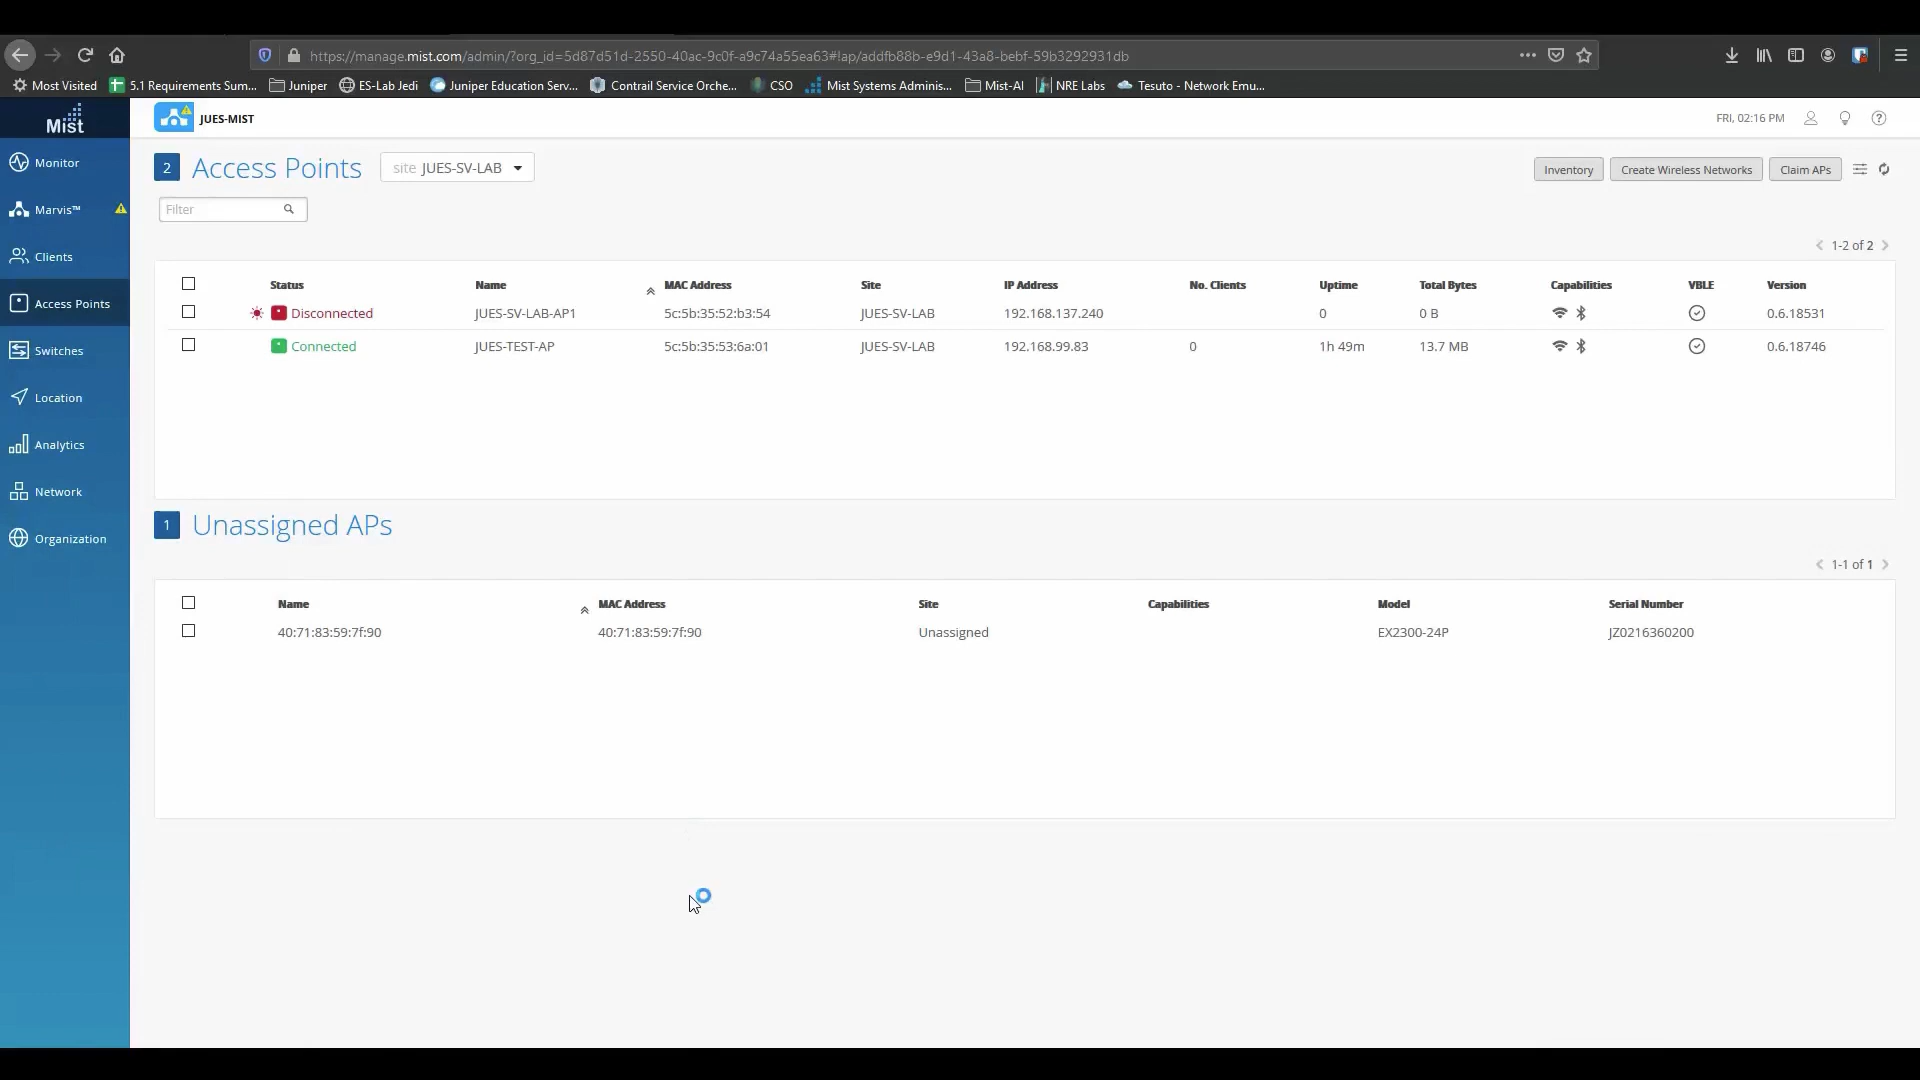 https://manage.mist.com/admin/?org_id=5d87d51d-2550-40ac-9c0f-a9c74a55ea63#!ap/addfb88b-e9d1-43a8-bebf-59b3292931db
Most Visited 5.1 Requirements Sum... Juniper ES-Lab Jedi Juniper Education Serv... Contrail Service Orche... CSO Mist Systems Adminis... Mist-AI NRE Labs Tesuto - Network Emu...
Mist
JUES-MIST
FRI, 02:16 PM
Monitor
Marvis™
Clients
Access Points
Switches
Location
Analytics
Network
Organization
2 Access Points site JUES-SV-LAB
Inventory Create Wireless Networks Claim APs
Filter
1-2 of 2
Status Name MAC Address Site IP Address No. Clients Uptime Total Bytes Capabilities VBLE Version
Disconnected JUES-SV-LAB-AP1 5c:5b:35:52:b3:54 JUES-SV-LAB 192.168.137.240 0 0 B 0.6.18531
Connected JUES-TEST-AP 5c:5b:35:53:6a:01 JUES-SV-LAB 192.168.99.83 0 1h 49m 13.7 MB 0.6.18746
1 Unassigned APs
1-1 of 1
Name MAC Address Site Capabilities Model Serial Number
40:71:83:59:7f:90 40:71:83:59:7f:90 Unassigned EX2300-24P JZ0216360200